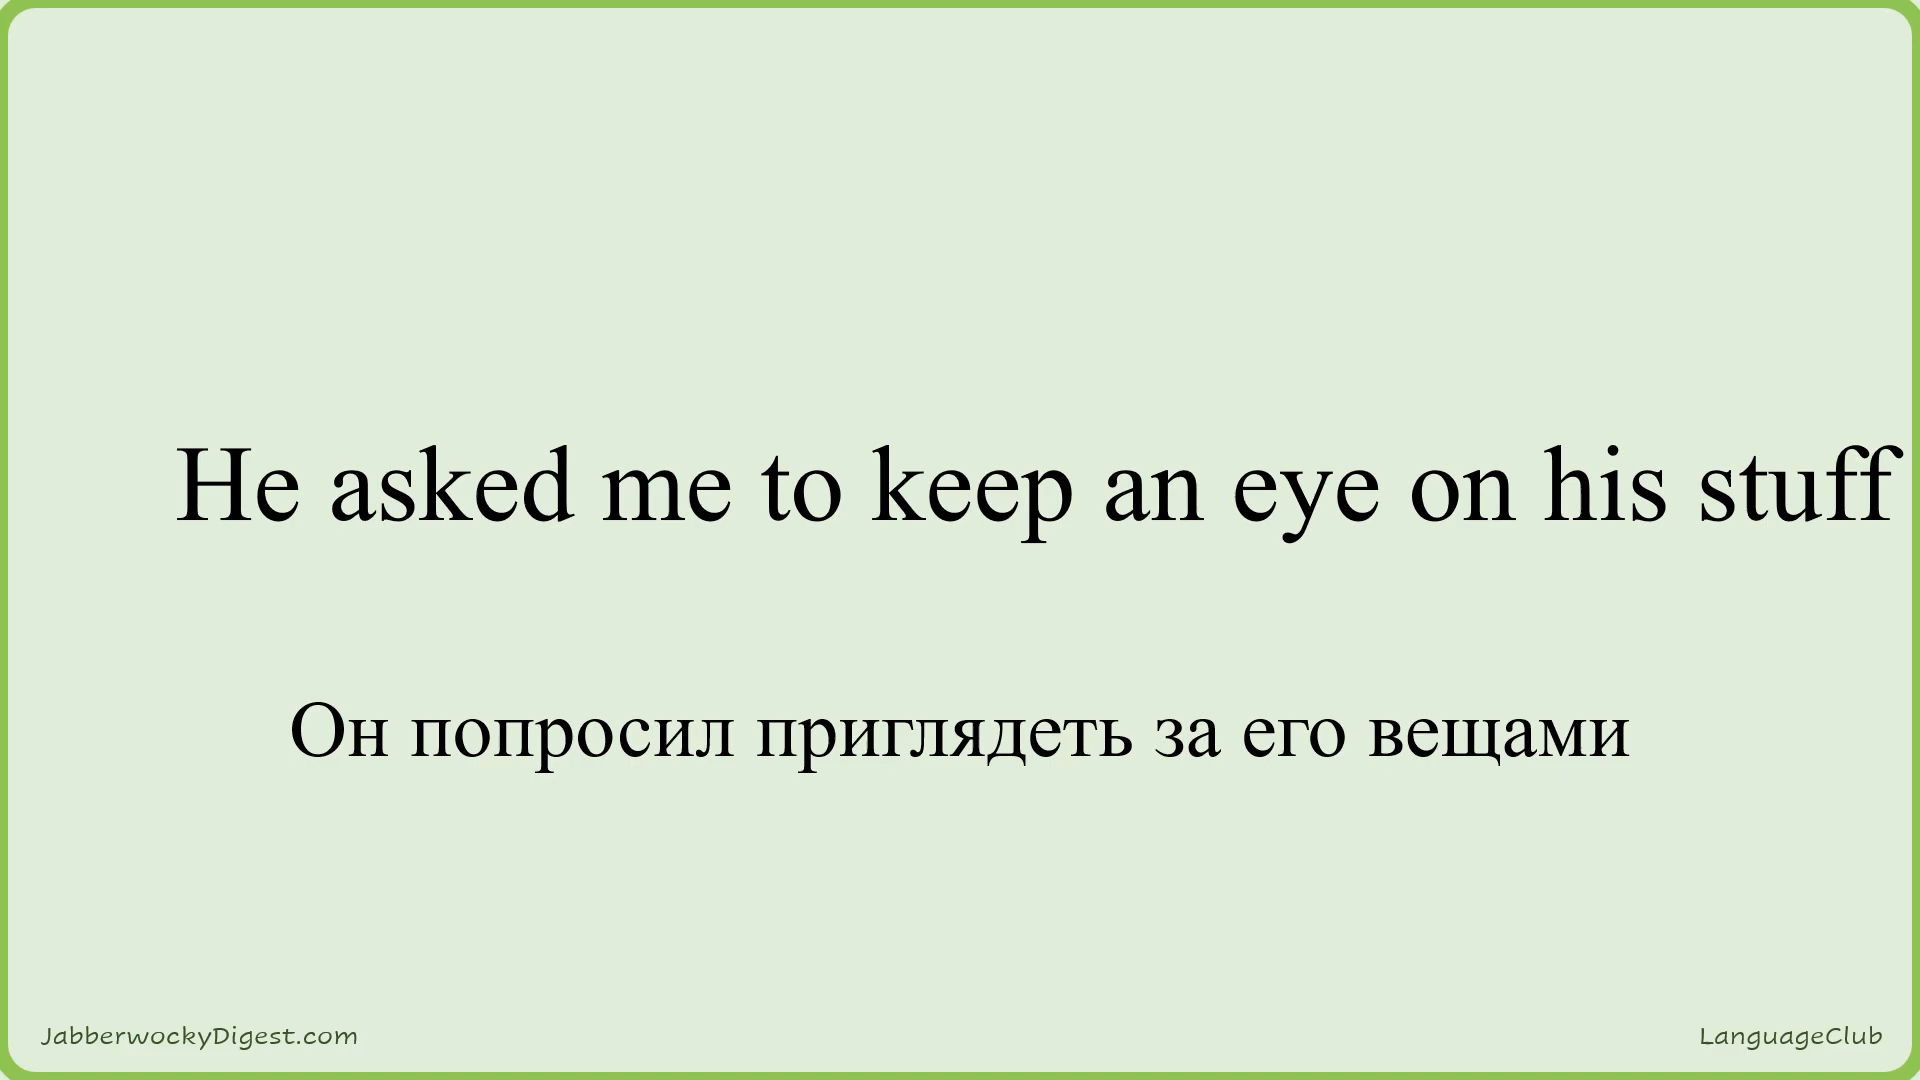 He asked me to keep an eye on his stuff
Он попросил приглядеть за его вещами
JabberwockyDigest.com
LanguageClub